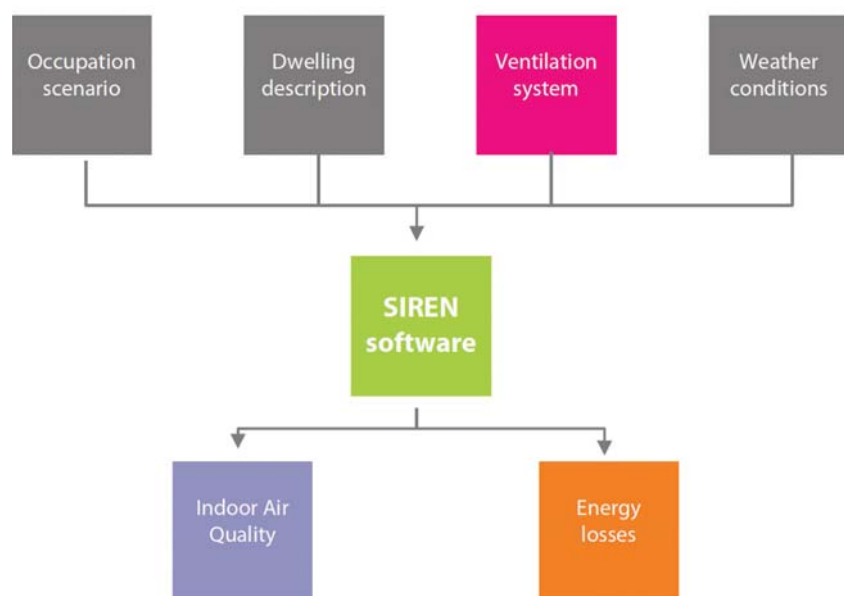 Occupation
scenario
Dwelling
description
Ventilation
system
Weather
conditions
SIREN
software
Indoor Air
Quality
Energy
losses